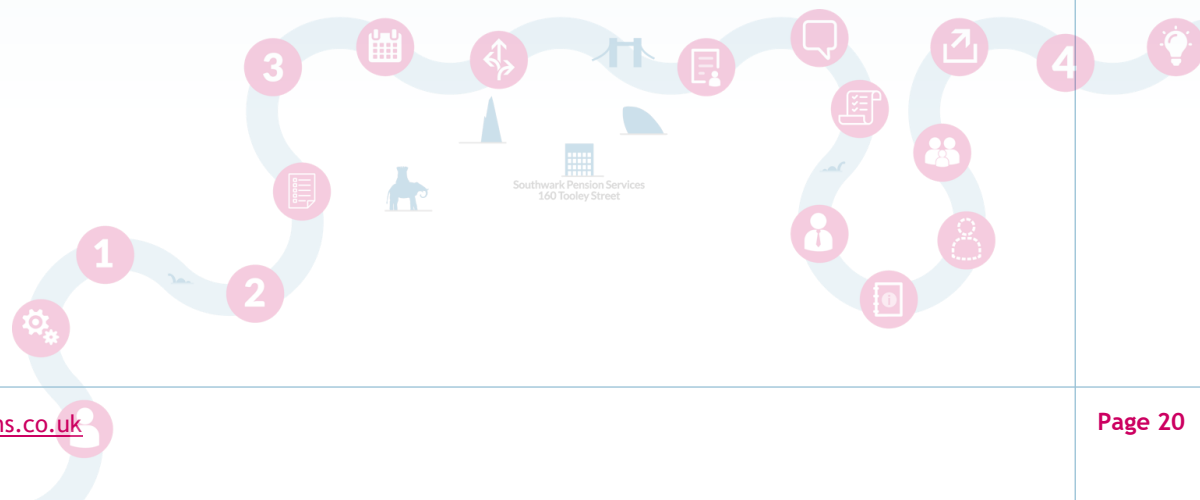 3
4
Southwark Pension Services
160 Tooley Street
1
2
ns.co.uk
Page 20